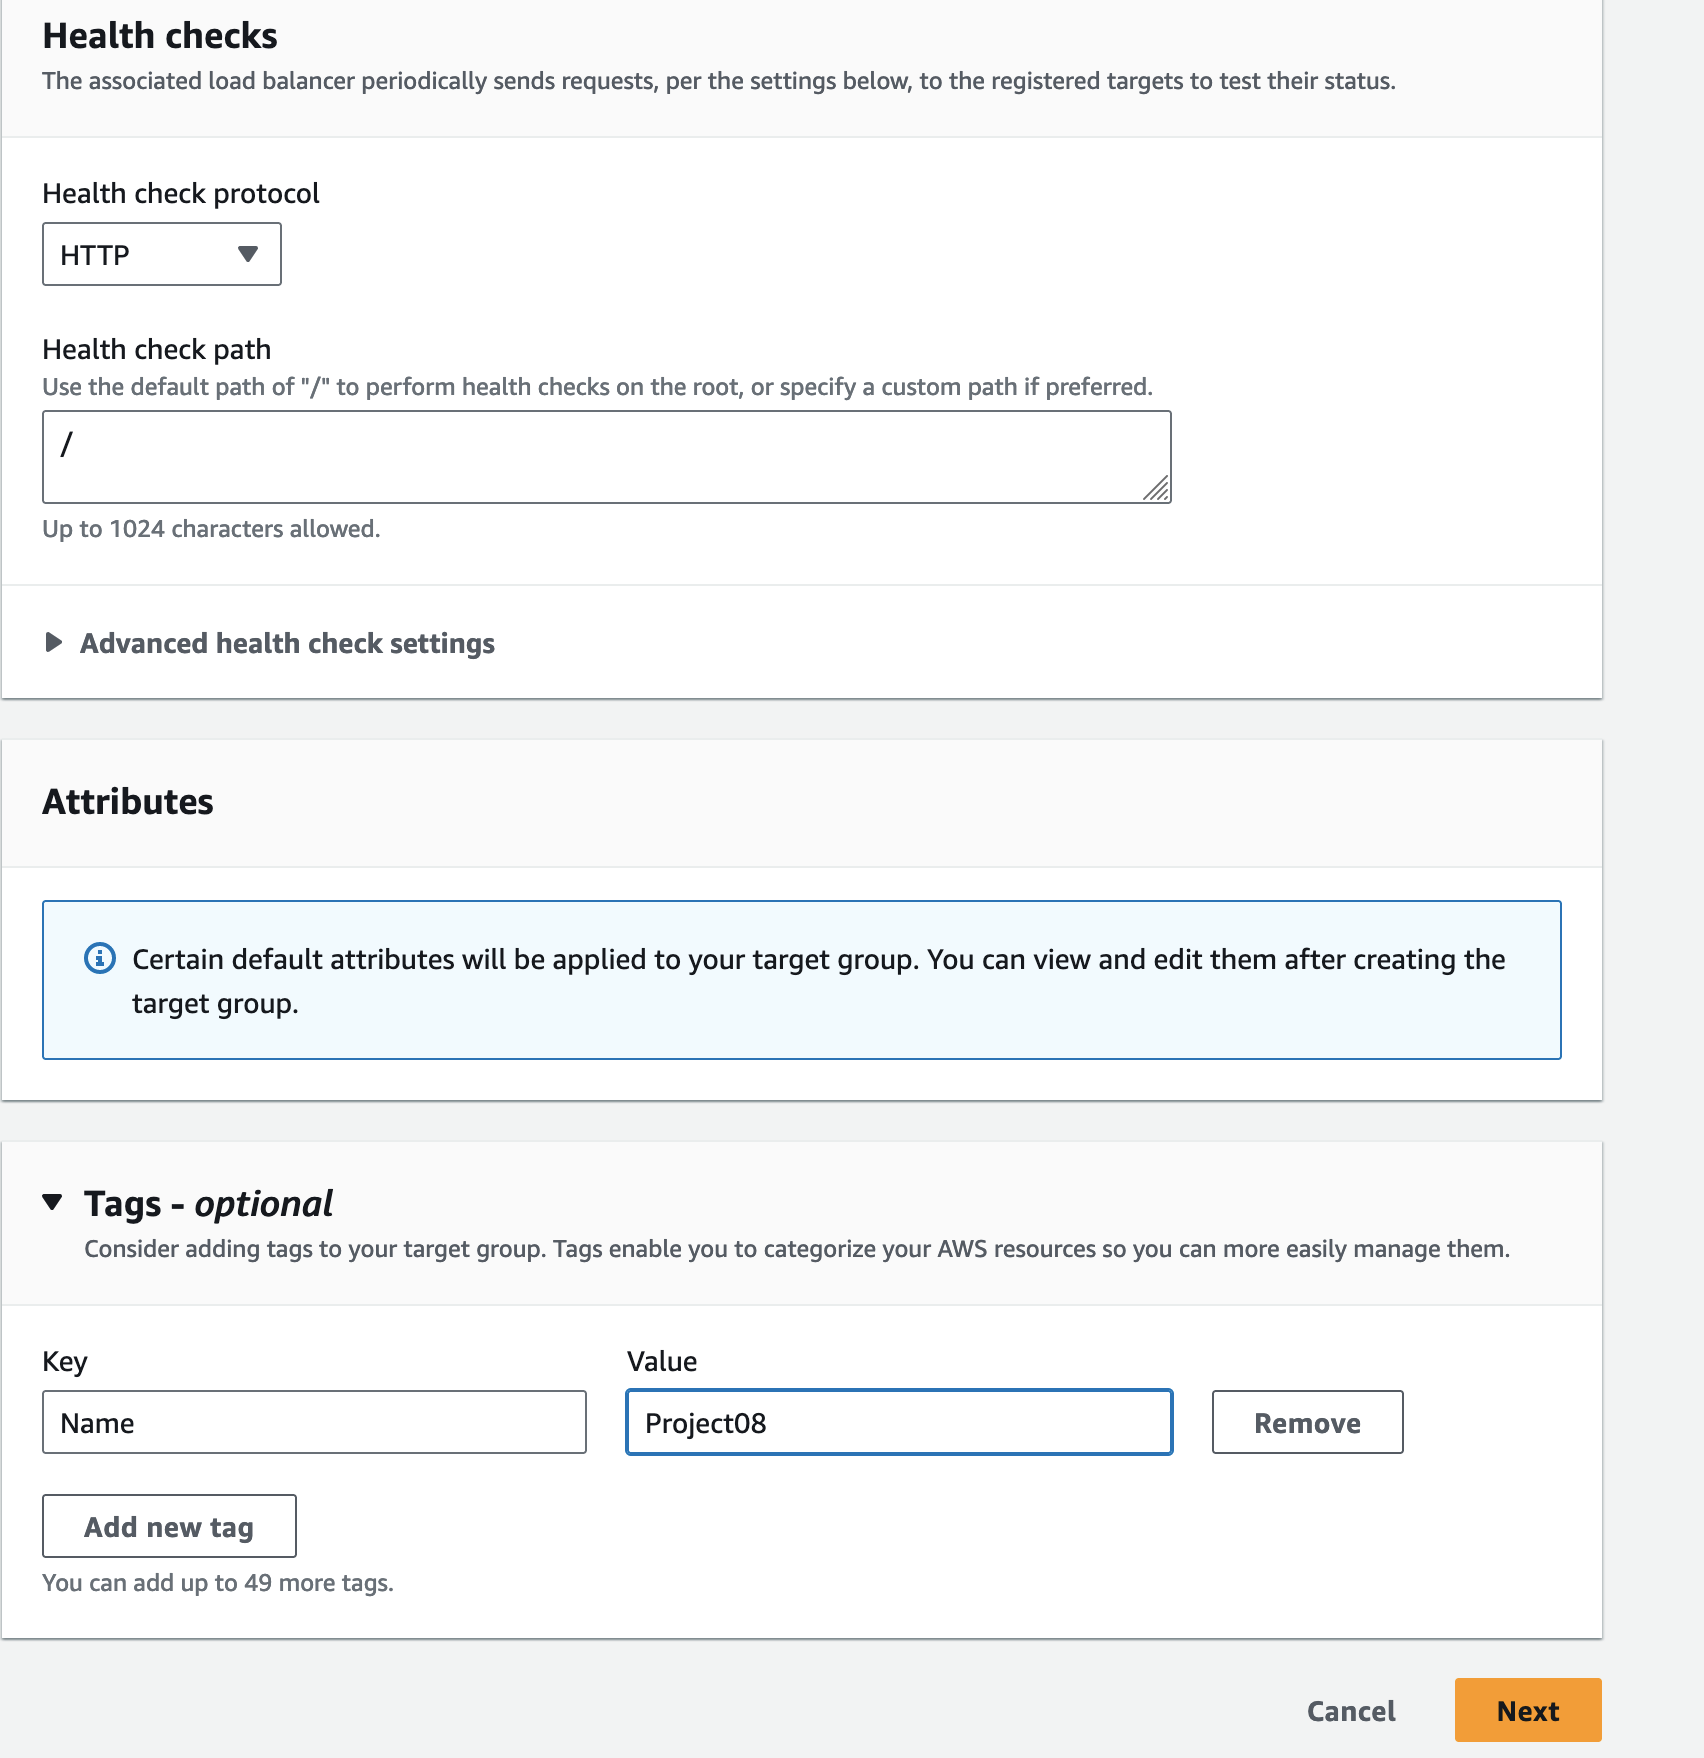 Health checks
The associated load balancer periodically sends requests, per the settings below, to the registered targets to test their status.
Health check protocol
HTTP
Health check path
Use the default path of "/" to perform health checks on the root, or specify a custom path if preferred.
/
Up to 1024 characters allowed.
Advanced health check settings
Attributes
Certain default attributes will be applied to your target group. You can view and edit them after creating the
target group.
Tags - optional
Consider adding tags to your target group. Tags enable you to categorize your AWS resources so you can more easily manage them.
Key Value
Name Project08 Remove
Add new tag
You can add up to 49 more tags.
Cancel Next